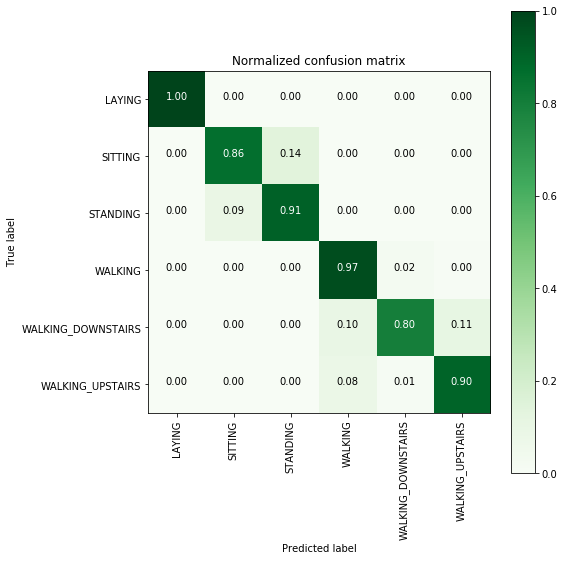 Normalized confusion matrix
True label
LAYING 1.00 0.00 0.00 0.00 0.00 0.00
SITTING 0.00 0.86 0.14 0.00 0.00 0.00
STANDING 0.00 0.09 0.91 0.00 0.00 0.00
WALKING 0.00 0.00 0.00 0.97 0.02 0.00
WALKING_DOWNSTAIRS 0.00 0.00 0.00 0.10 0.80 0.11
WALKING_UPSTAIRS 0.00 0.00 0.00 0.08 0.01 0.90
LAYING
SITTING
STANDING
WALKING
WALKING_DOWNSTAIRS
WALKING_UPSTAIRS
Predicted label
1.0
0.8
0.6
0.4
0.2
0.0